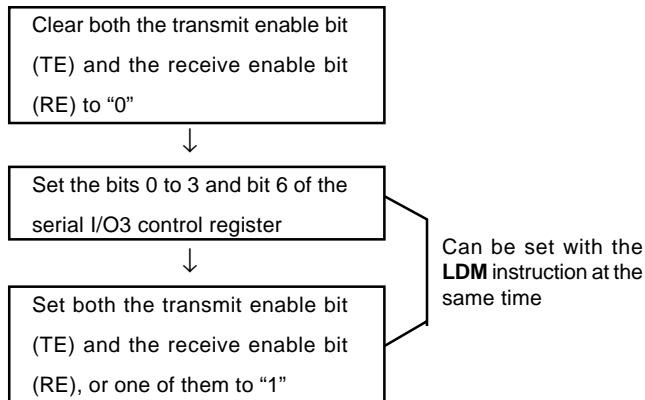 Clear both the transmit enable bit
(TE) and the receive enable bit
(RE) to “0”
↓
Set the bits 0 to 3 and bit 6 of the
serial I/O3 control register
↓
Set both the transmit enable bit
(TE) and the receive enable bit
(RE), or one of them to “1”
Can be set with the
LDM instruction at the
same time